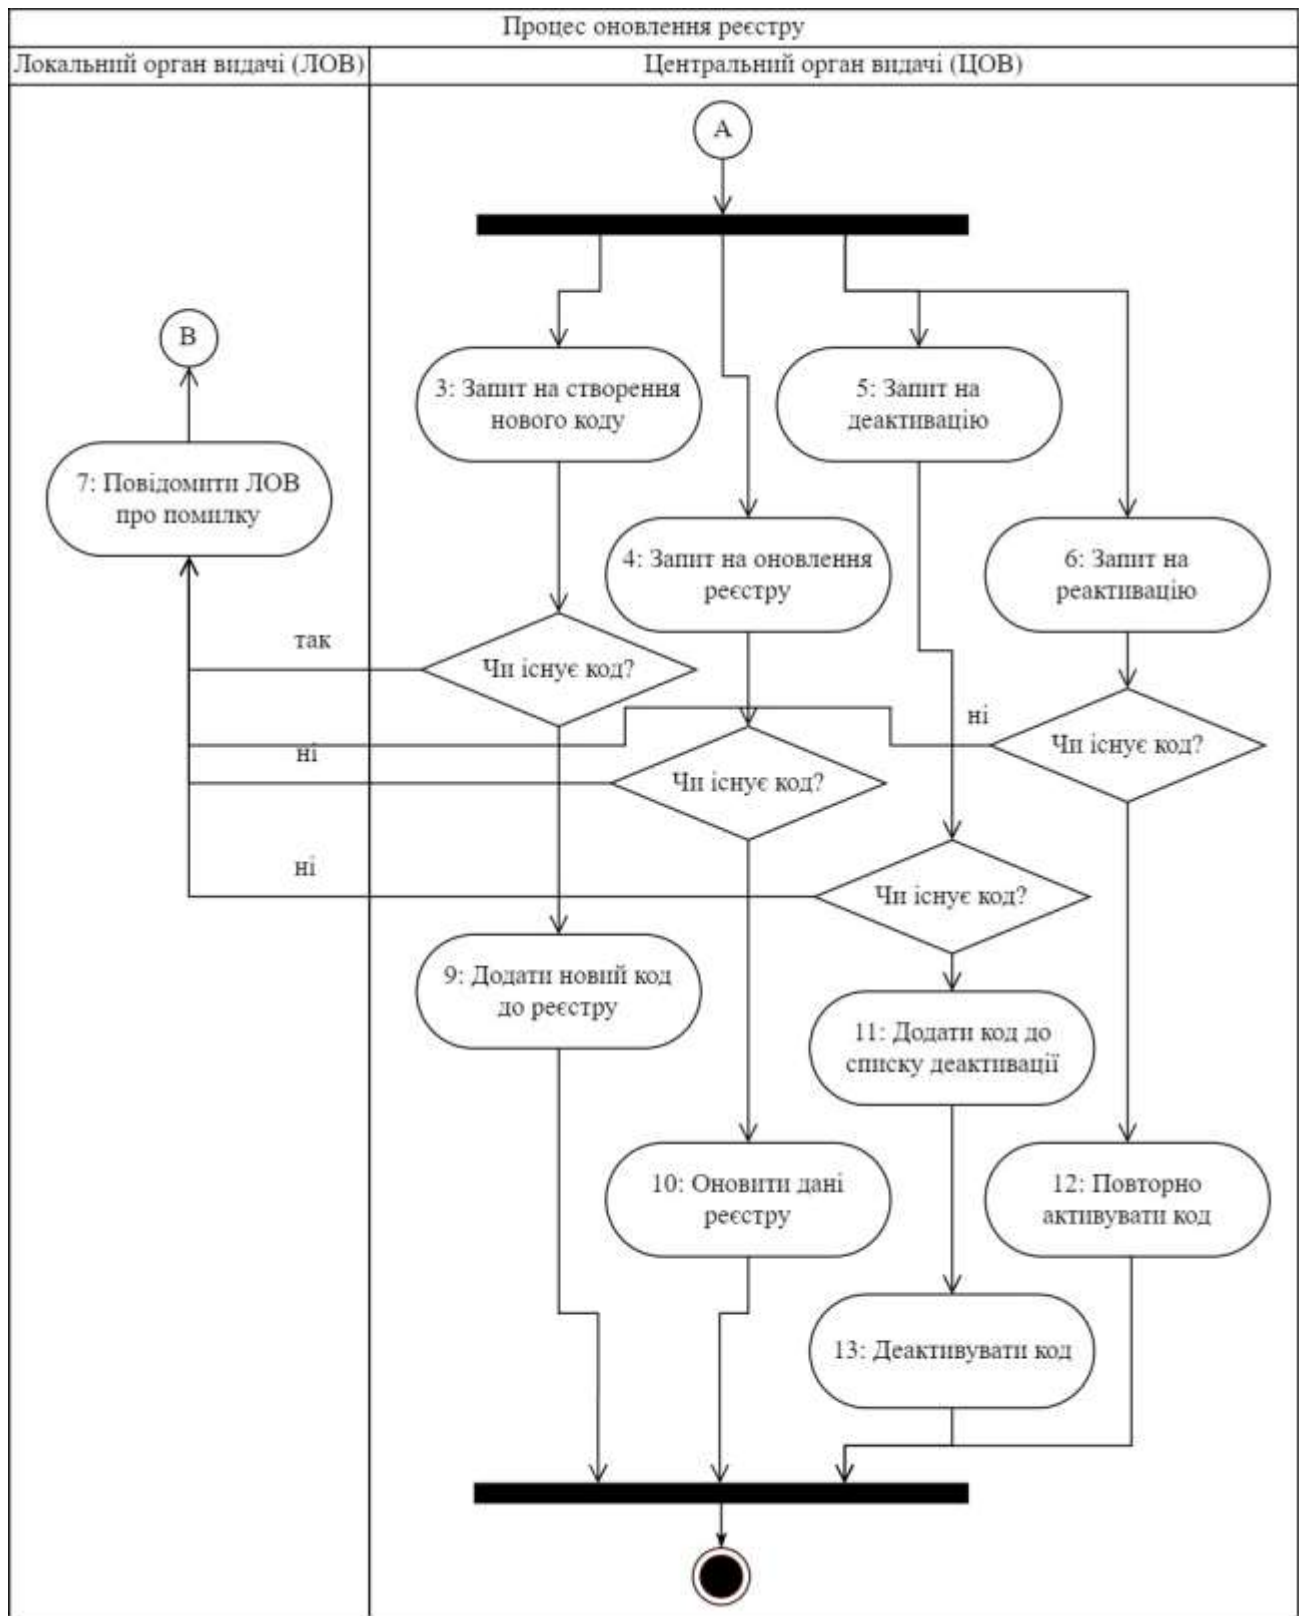 Процес оновлення реєстру
Локальний орган видачі (ЛОВ)
Центральний орган видачі (ЦОВ)
A
B
3: Запит на створення
нового коду
5: Запит на
деактивацію
7: Повідомити ЛОВ
про помилку
4: Запит на оновлення
реєстру
6: Запит на
реактивацію
так
Чи існує код?
ні
Чи існує код?
ні
Чи існує код?
ні
Чи існує код?
9: Додати новий код
до реєстру
11: Додати код до
списку деактивації
10: Оновити дані
реєстру
12: Повторно
активувати код
13: Деактивувати код